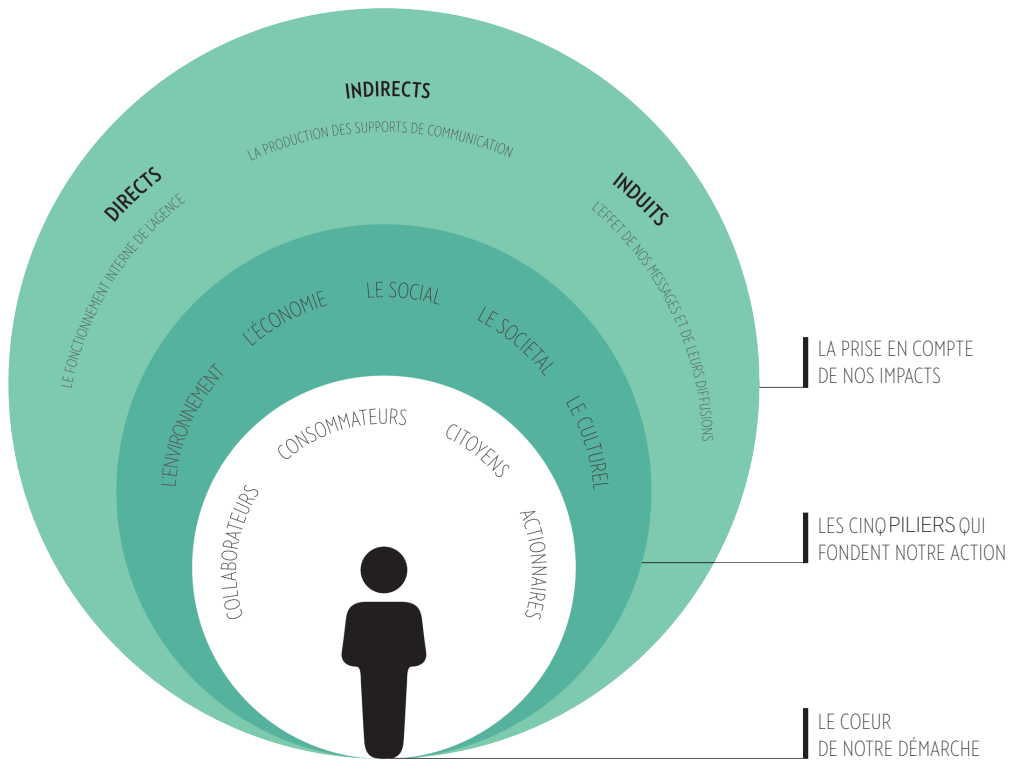 INDIRECTS
LA PRODUCTION DES SUPPORTS DE COMMUNICATION
DIRECTS
LE FONCTIONNEMENT INTERNE DE L'AGENCE
INDUITS
L'EFFET DE NOS MESSAGES ET DE LEURS DIFFUSIONS
L'ENVIRONNEMENT
L'ÉCONOMIE
LE SOCIAL
LE SOCIETAL
LE CULTUREL
COLLABORATEURS
CONSOMMATEURS
CITOYENS
ACTIONNAIRES
LA PRISE EN COMPTE
DE NOS IMPACTS
LES CINQ PILIERS QUI
FONDENT NOTRE ACTION
LE COEUR
DE NOTRE DÉMARCHE